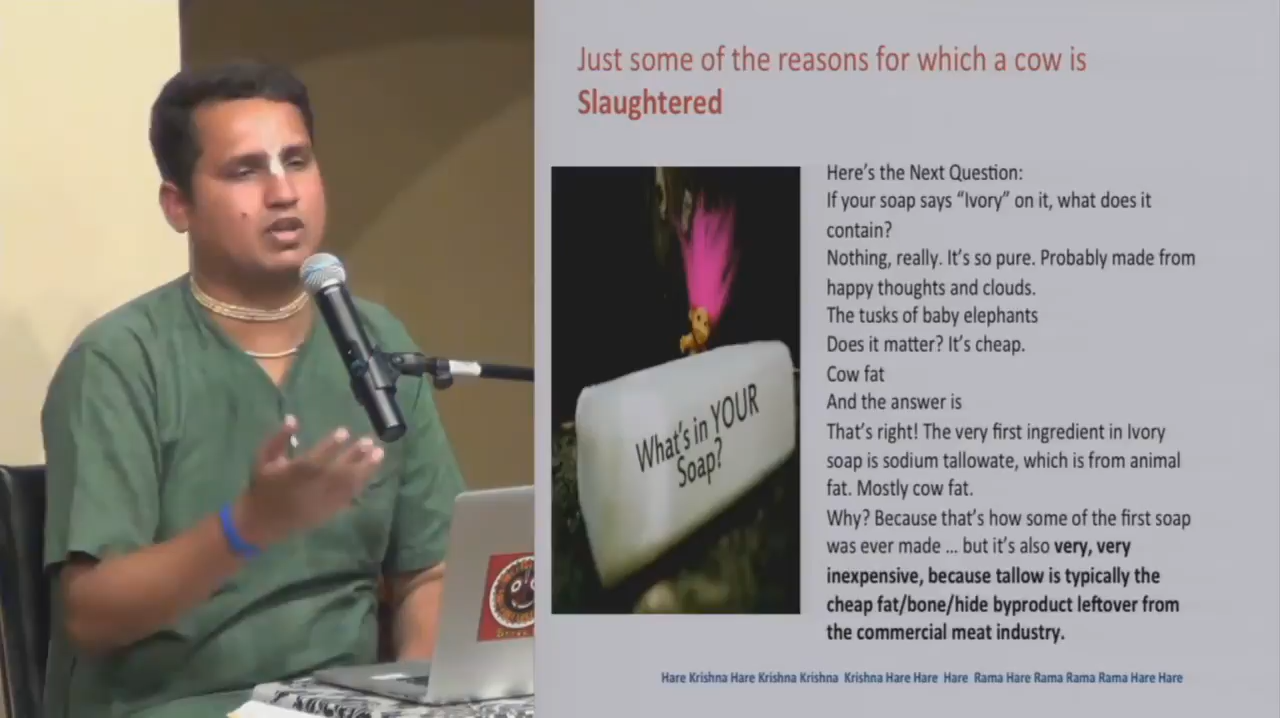 Just some of the reasons for which a cow is
Slaughtered
What's in YOUR
Soap?
Here's the Next Question:
If your soap says “Ivory” on it, what does it
contain?
Nothing, really. It's so pure. Probably made from
happy thoughts and clouds.
The tusks of baby elephants
Does it matter? It's cheap.
Cow fat
And the answer is
That's right! The very first ingredient in Ivory
soap is sodium tallowate, which is from animal
fat. Mostly cow fat.
Why? Because that's how some of the first soap
was ever made ... but it's also very, very
inexpensive, because tallow is typically the
cheap fat/bone/hide byproduct leftover from
the commercial meat industry.
Hare Krishna Hare Krishna Krishna Krishna Hare Hare Hare Rama Hare Rama Rama Rama Hare Hare